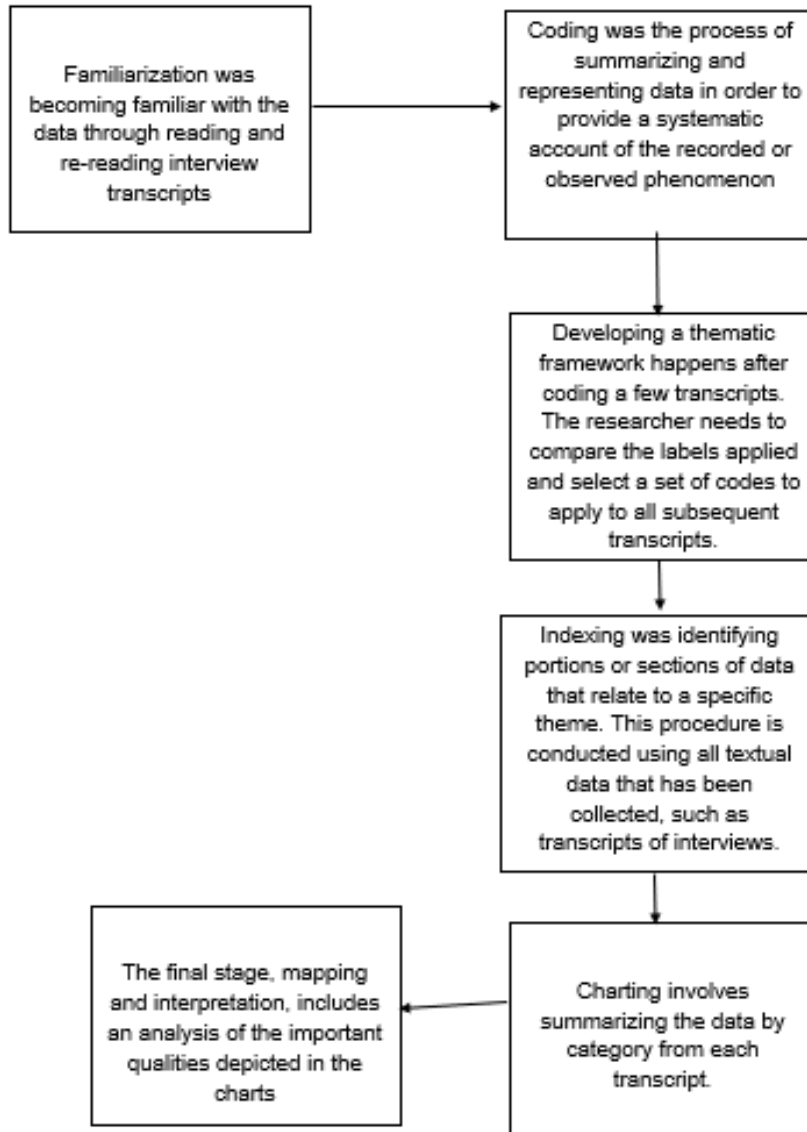 Familiarization was
becoming familiar with the
data through reading and
re-reading interview
transcripts
Coding was the process of
summarizing and
representing data in order to
provide a systematic
account of the recorded or
observed phenomenon
Developing a thematic
framework happens after
coding a few transcripts.
The researcher needs to
compare the labels applied
and select a set of codes to
apply to all subsequent
transcripts.
Indexing was identifying
portions or sections of data
that relate to a specific
theme. This procedure is
conducted using all textual
data that has been
collected, such as
transcripts of interviews.
Charting involves
summarizing the data by
category from each
transcript.
The final stage, mapping
and interpretation, includes
an analysis of the important
qualities depicted in the
charts